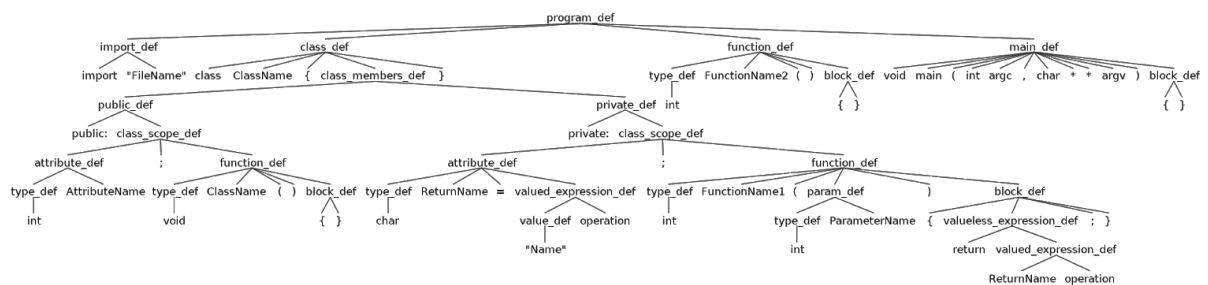 program_def
import_def class_def function_def main_def
import "FileName" class ClassName { class_members_def } type_def FunctionName2 ( ) block_def void main ( int argc , char * * argv ) block_def
public_def private_def int { } { }
public: class_scope_def private: class_scope_def
attribute_def ; function_def attribute_def ; function_def
type_def AttributeName type_def ClassName ( ) block_def type_def ReturnName = valued_expression_def type_def FunctionName1 ( param_def ) block_def
int void { } char value_def operation int type_def ParameterName { valueless_expression_def ; }
"Name" int return valued_expression_def
ReturnName operation